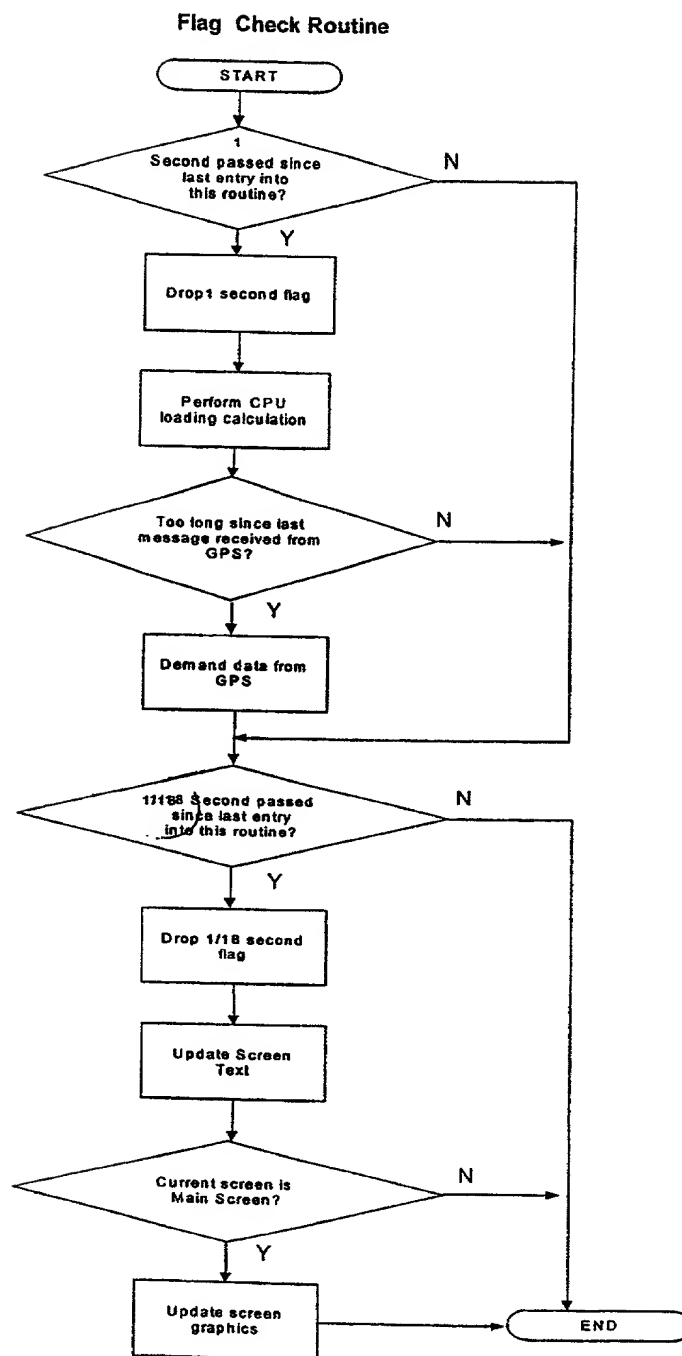 Flag Check Routine
START
1
Second passed since
last entry into
this routine?
N
Y
Drop1 second flag
Perform CPU
loading calculation
Too long since last
message received from
GPS?
N
Y
Demand data from
GPS
Second passed
since last entry
into this routine?
N
Y
Drop 1/18 second
flag
Update Screen
Text
Current screen is
Main Screen?
N
Y
Update screen
graphics
END